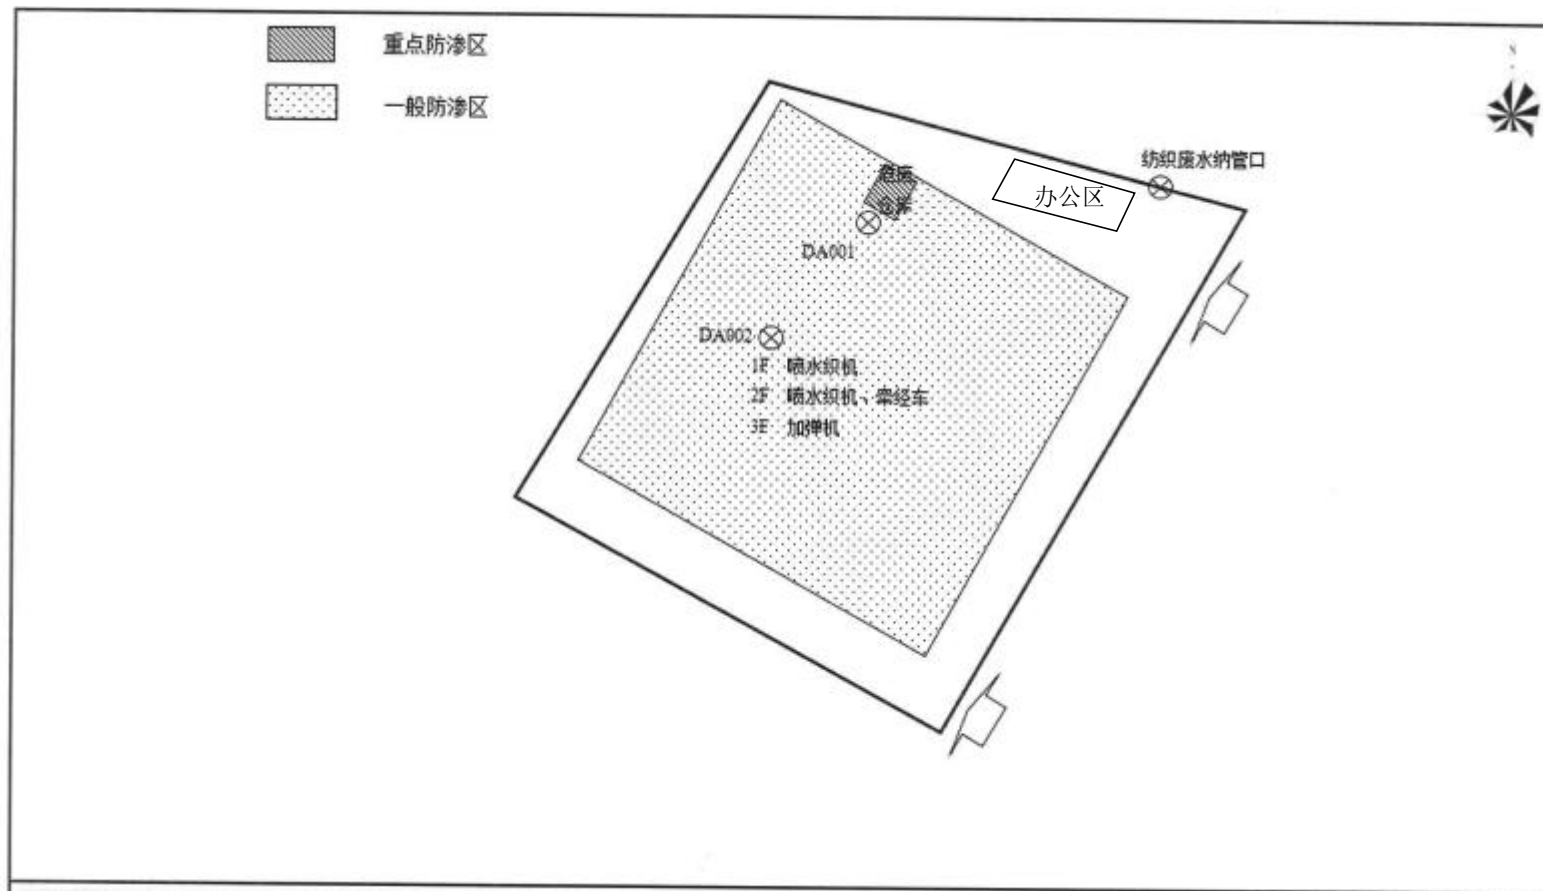 重点防渗区
一般防渗区
纺织废水纳管口
办公区
危废
仓库
DA001
DA002
1F 喷水织机
2F 喷水织机、牵经车
3F 加弹机